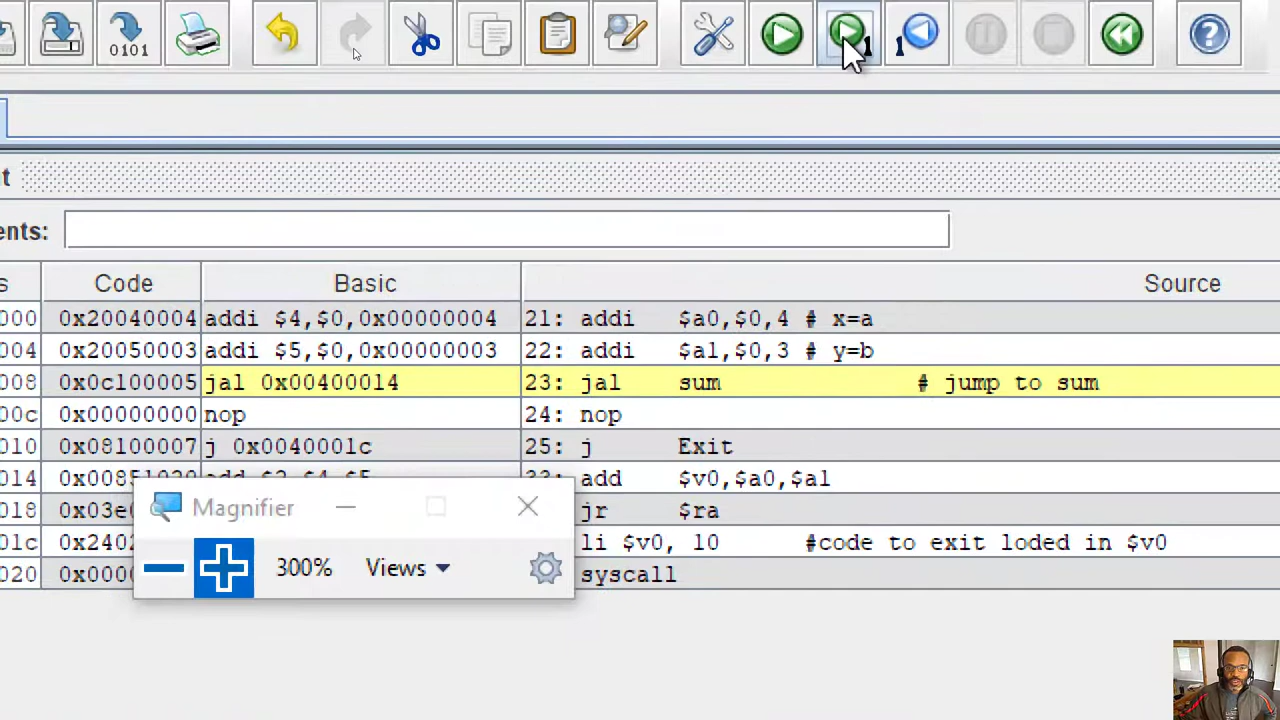 0101 1 1
t
ents:
s Code Basic Source
000 0x20040004 addi $4,$0,0x00000004 21: addi $a0,$0,4 # x=a
004 0x20050003 addi $5,$0,0x00000003 22: addi $a1,$0,3 # y=b
008 0x0c100005 jal 0x00400014 23: jal sum # jump to sum
00c 0x00000000 nop 24: nop
010 0x08100007 j 0x0040001c 25: j Exit
014 add $v0,$a0,$a1
018 0x03e jr $ra
01c 0x240 li $v0, 10 #code to exit loded in $v0
020 0x000 syscall
Magnifier
300% Views